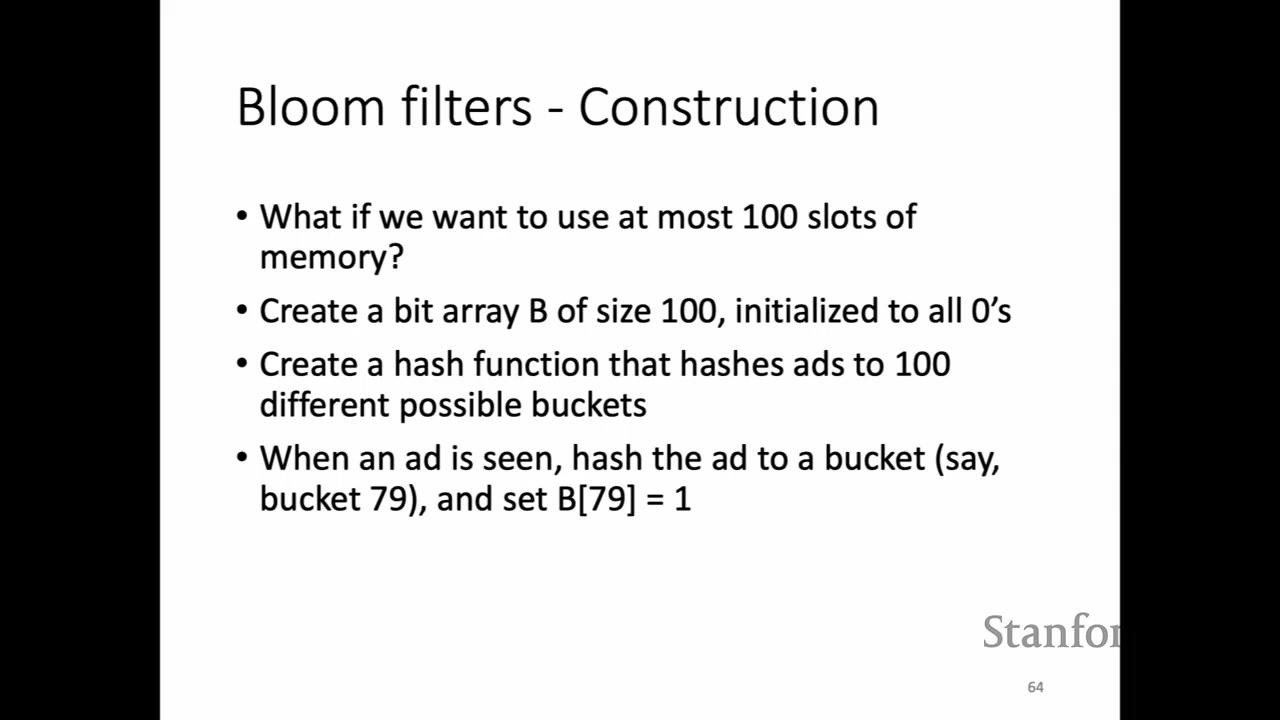 Bloom filters - Construction
• What if we want to use at most 100 slots of
memory?
• Create a bit array B of size 100, initialized to all 0’s
• Create a hash function that hashes ads to 100
different possible buckets
• When an ad is seen, hash the ad to a bucket (say,
bucket 79), and set B[79] = 1
Stanfor
64